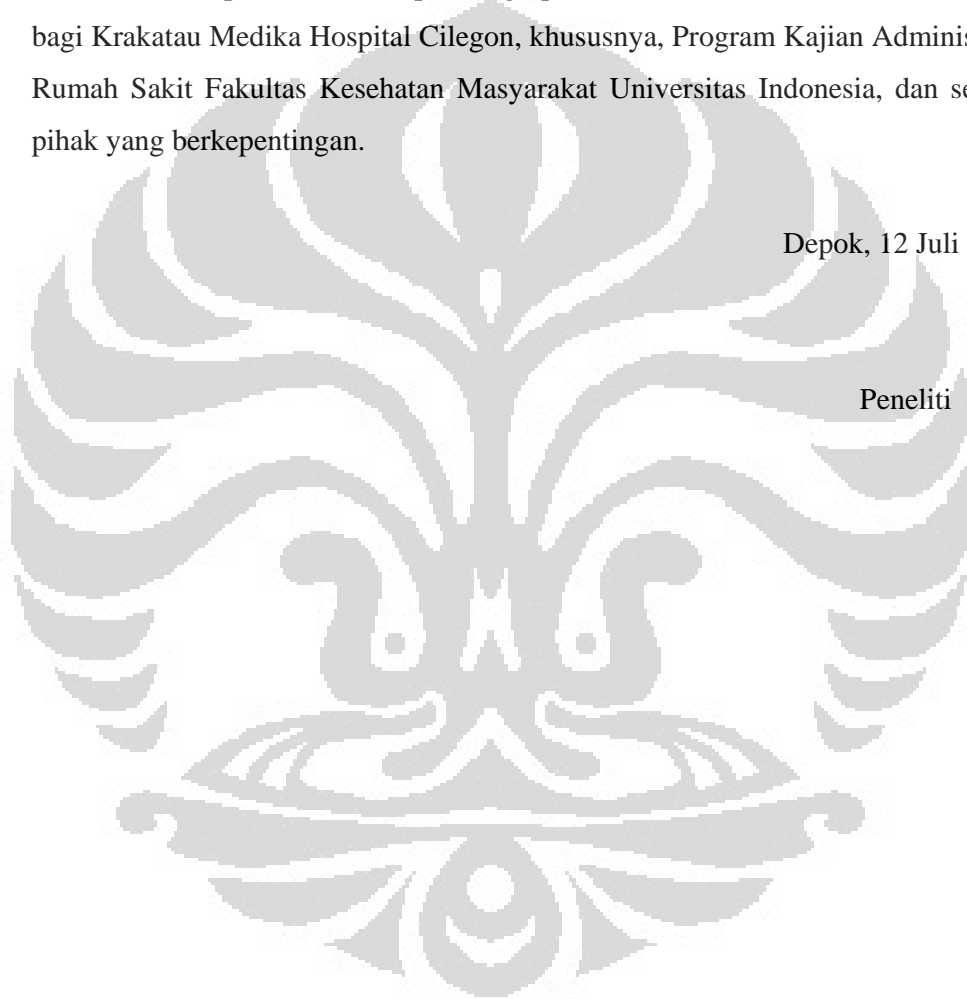 bagi Krakatau Medika Hospital Cilegon, khususnya, Program Kajian Adminis
Rumah Sakit Fakultas Kesehatan Masyarakat Universitas Indonesia, dan se
pihak yang berkepentingan.
Depok, 12 Juli
Peneliti